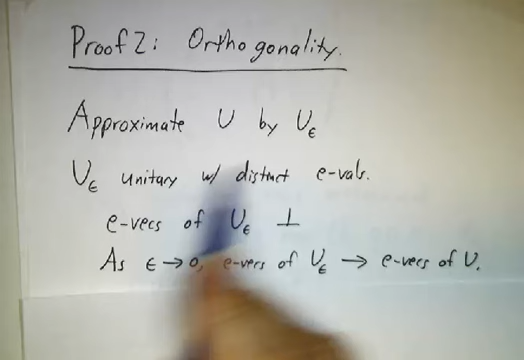 Proof 2: Orthogonality.
Approximate U by Uε
Uε unitary w/ distinct e-vals.
e-vecs of Uε ⊥
As ε → 0, e-vecs of Uε → e-vecs of U.